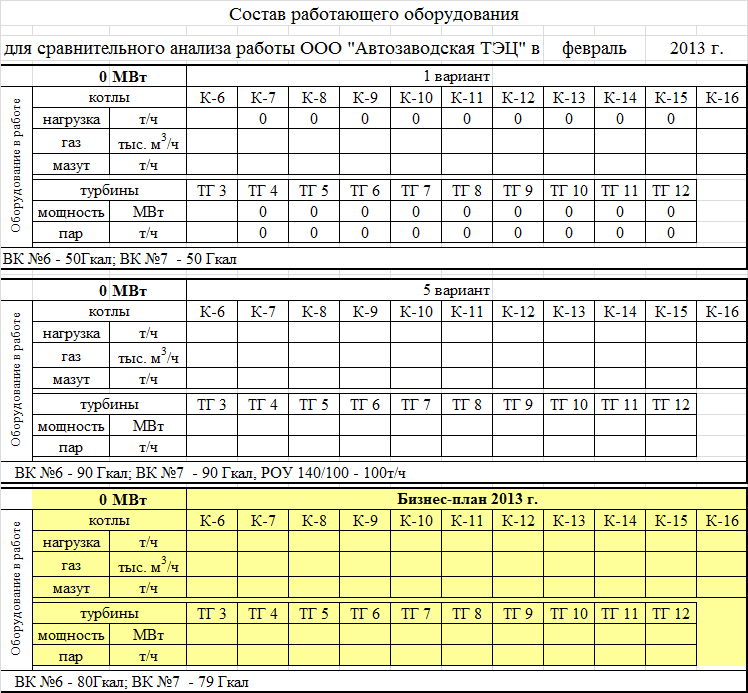 Состав работающего оборудования
для сравнительного анализа работы ООО "Автозаводская ТЭЦ" в февраль 2013 г.
0 МВт 1 вариант
Оборудование в работе
котлы К-6 К-7 К-8 К-9 К-10 К-11 К-12 К-13 К-14 К-15 К-16
нагрузка т/ч 0 0 0 0 0 0 0 0 0
газ тыс. м³/ч
мазут т/ч
турбины ТГ 3 ТГ 4 ТГ 5 ТГ 6 ТГ 7 ТГ 8 ТГ 9 ТГ 10 ТГ 11 ТГ 12
мощность МВт 0 0 0 0 0 0 0 0 0
пар т/ч 0 0 0 0 0 0 0 0 0
ВК №6 - 50Гкал; ВК №7 - 50 Гкал
0 МВт 5 вариант
Оборудование в работе
котлы К-6 К-7 К-8 К-9 К-10 К-11 К-12 К-13 К-14 К-15 К-16
нагрузка т/ч
газ тыс. м³/ч
мазут т/ч
турбины ТГ 3 ТГ 4 ТГ 5 ТГ 6 ТГ 7 ТГ 8 ТГ 9 ТГ 10 ТГ 11 ТГ 12
мощность МВт
пар т/ч
ВК №6 - 90 Гкал; ВК №7 - 90 Гкал, РОУ 140/100 - 100т/ч
0 МВт Бизнес-план 2013 г.
Оборудование в работе
котлы К-6 К-7 К-8 К-9 К-10 К-11 К-12 К-13 К-14 К-15 К-16
нагрузка т/ч
газ тыс. м³/ч
мазут т/ч
турбины ТГ 3 ТГ 4 ТГ 5 ТГ 6 ТГ 7 ТГ 8 ТГ 9 ТГ 10 ТГ 11 ТГ 12
мощность МВт
пар т/ч
ВК №6 - 80Гкал; ВК №7 - 79 Гкал